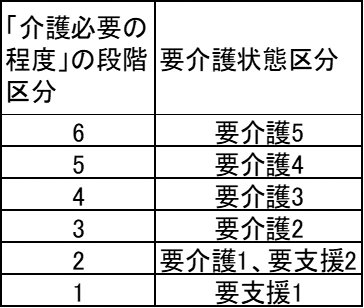 「介護必要の
程度」の段階
区分
要介護状態区分
6 要介護5
5 要介護4
4 要介護3
3 要介護2
2 要介護1、要支援2
1 要支援1